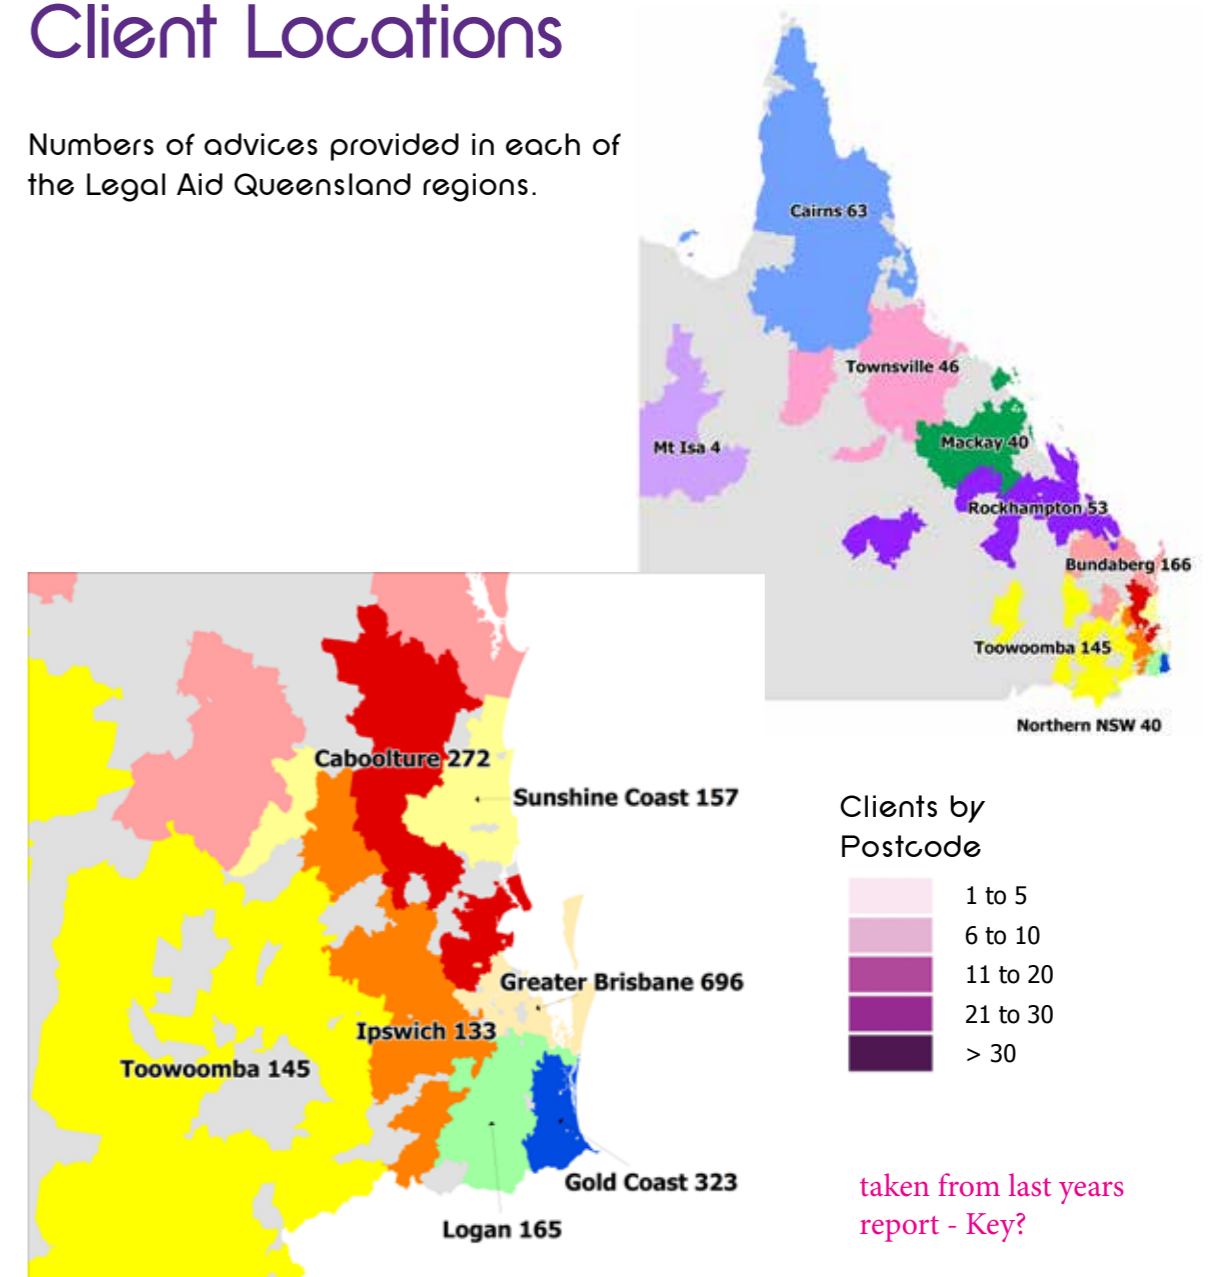 Client Locations
Numbers of advices provided in each of
the Legal Aid Queensland regions.
Cairns 63
Townsville 46
Mt Isa 4
Mackay 40
Rockhampton 53
Bundaberg 166
Toowoomba 145
Northern NSW 40
Caboolture 272
Sunshine Coast 157
Greater Brisbane 696
Ipswich 133
Toowoomba 145
Gold Coast 323
Logan 165
Clients by
Postcode
1 to 5
6 to 10
11 to 20
21 to 30
> 30
taken from last years
report - Key?